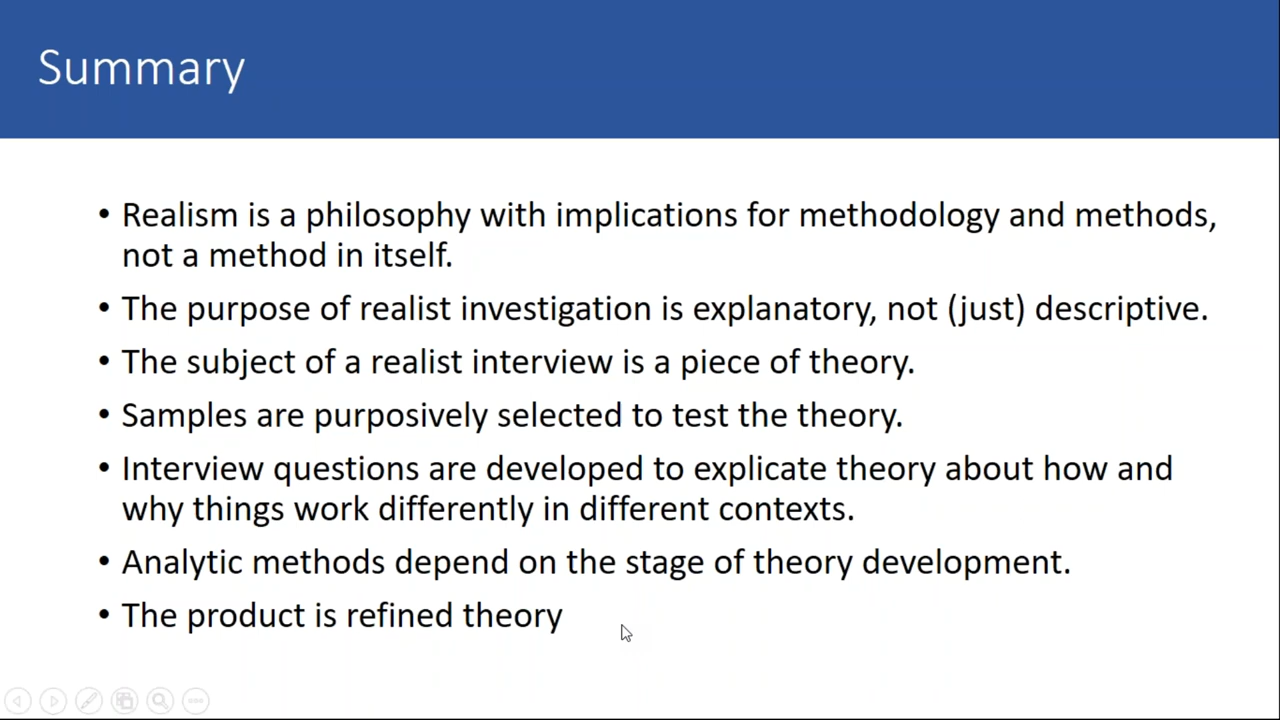 Summary
• Realism is a philosophy with implications for methodology and methods,
not a method in itself.
• The purpose of realist investigation is explanatory, not (just) descriptive.
• The subject of a realist interview is a piece of theory.
• Samples are purposively selected to test the theory.
• Interview questions are developed to explicate theory about how and
why things work differently in different contexts.
• Analytic methods depend on the stage of theory development.
• The product is refined theory